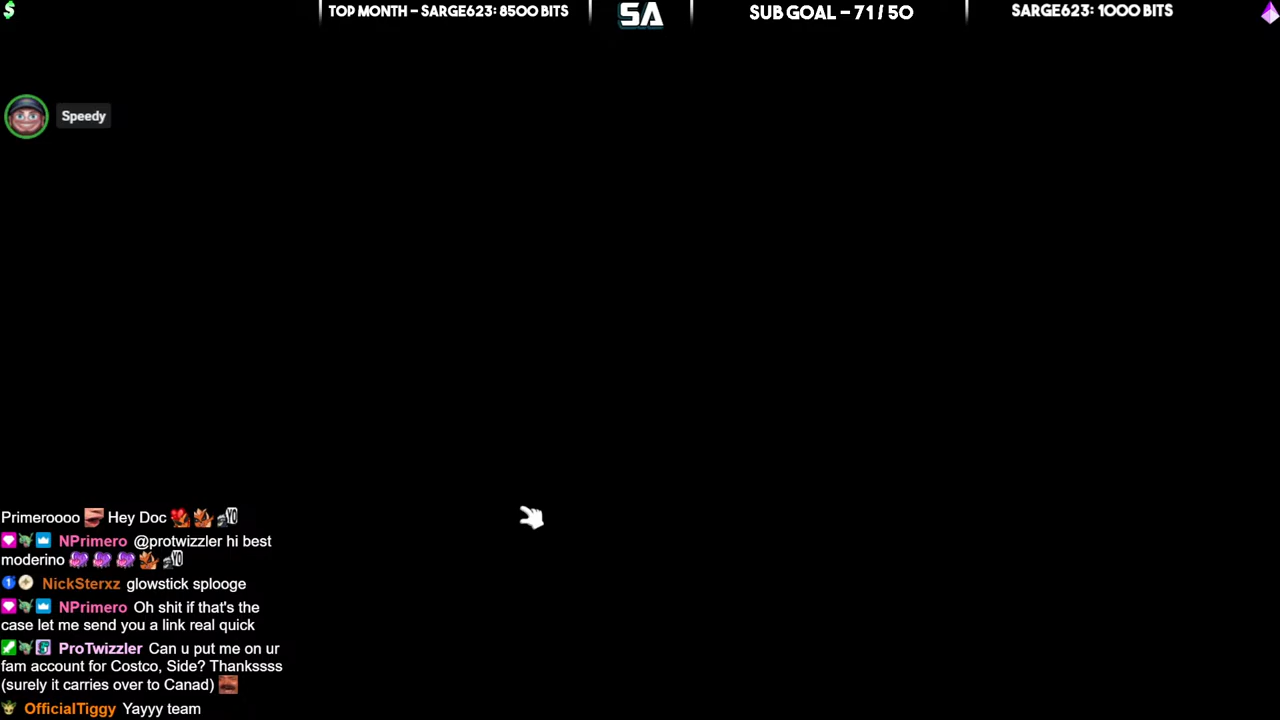 TOP MONTH - SARGE623: 8500 BITS
SA
SUB GOAL - 71 / 50
SARGE623: 1000 BITS
Speedy
Primeroooo Hey Doc YO
NPrimero @protwizzler hi best
moderino YO
NickSterxz glowstick splooge
NPrimero Oh shit if that's the
case let me send you a link real quick
ProTwizzler Can u put me on ur
fam account for Costco, Side? Thankssss
(surely it carries over to Canad)
OfficialTiggy Yayyy team